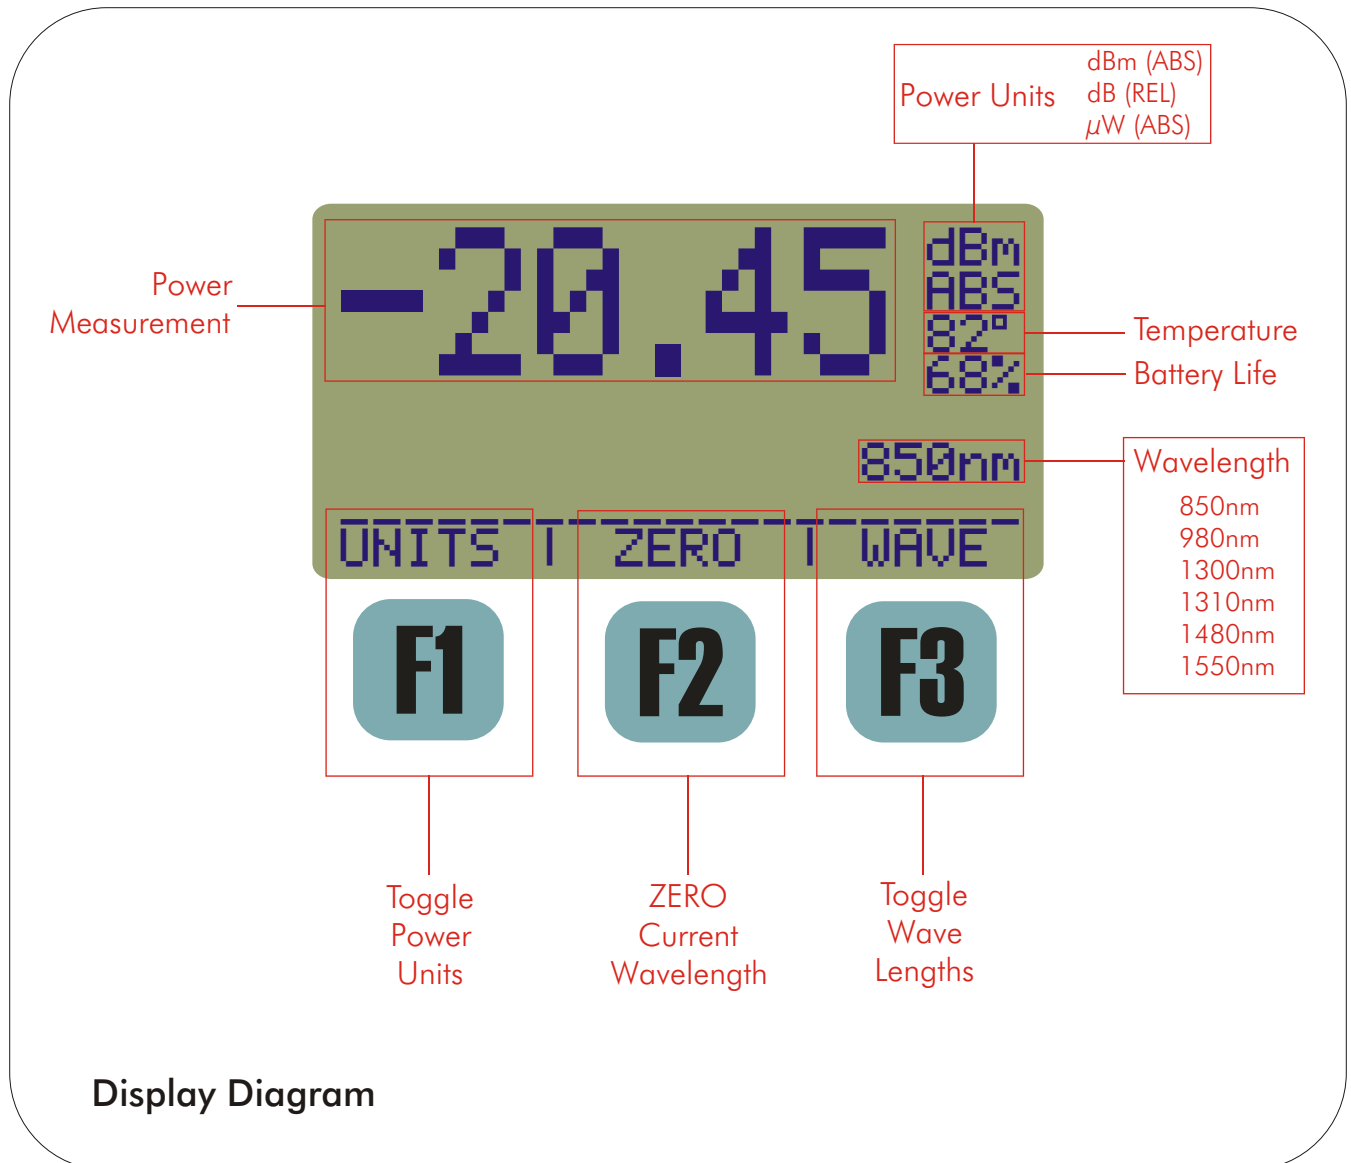 Power Units
dBm (ABS)
dB (REL)
µW (ABS)
Power
Measurement
-20.45
dBm
ABS
82°
68%
Temperature
Battery Life
850nm
Wavelength
850nm
980nm
1300nm
1310nm
1480nm
1550nm
UNITS | ZERO | WAVE
F1
F2
F3
Toggle
Power
Units
ZERO
Current
Wavelength
Toggle
Wave
Lengths
Display Diagram